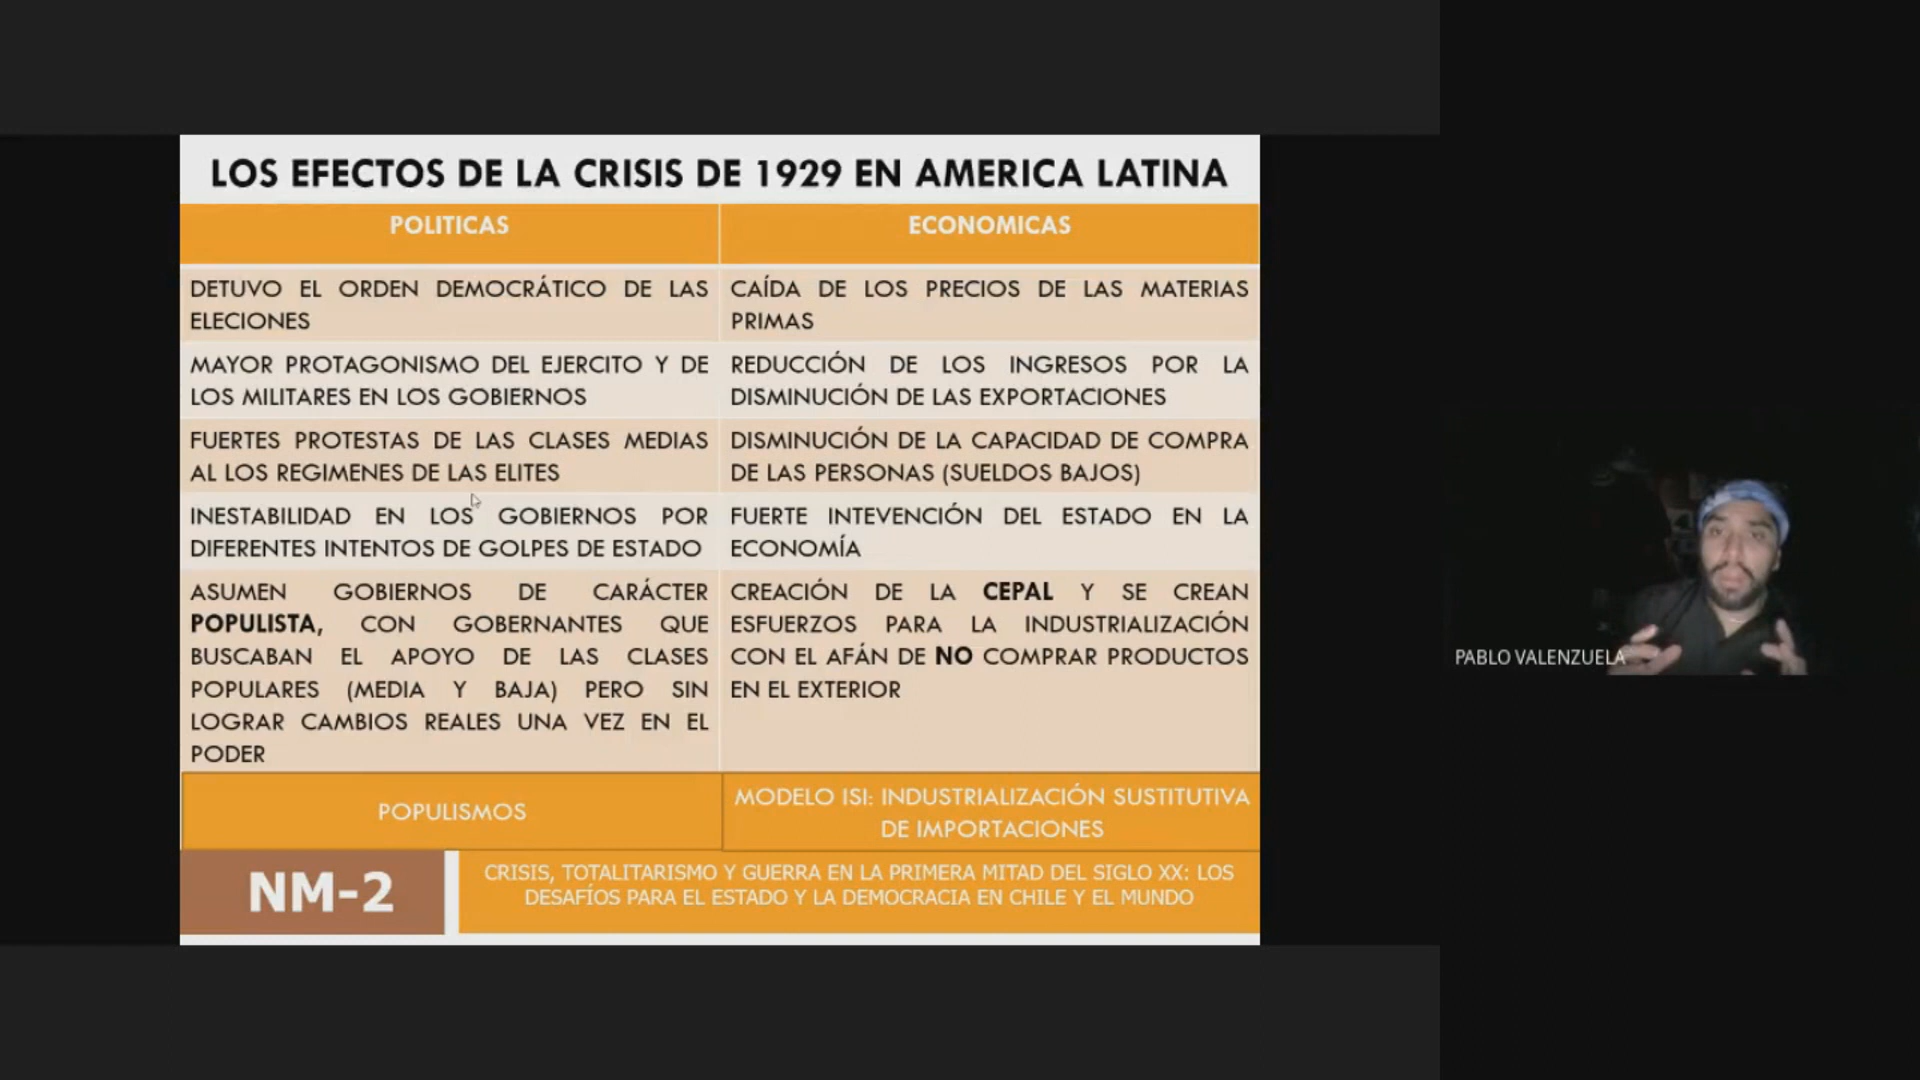 LOS EFECTOS DE LA CRISIS DE 1929 EN AMERICA LATINA
POLITICAS
ECONOMICAS
DETUVO EL ORDEN DEMOCRÁTICO DE LAS
ELECIONES
CAÍDA DE LOS PRECIOS DE LAS MATERIAS
PRIMAS
MAYOR PROTAGONISMO DEL EJERCITO Y DE
LOS MILITARES EN LOS GOBIERNOS
REDUCCIÓN DE LOS INGRESOS POR LA
DISMINUCIÓN DE LAS EXPORTACIONES
FUERTES PROTESTAS DE LAS CLASES MEDIAS
AL LOS REGIMENES DE LAS ELITES
DISMINUCIÓN DE LA CAPACIDAD DE COMPRA
DE LAS PERSONAS (SUELDOS BAJOS)
INESTABILIDAD EN LOS GOBIERNOS POR
DIFERENTES INTENTOS DE GOLPES DE ESTADO
FUERTE INTEVENCIÓN DEL ESTADO EN LA
ECONOMÍA
ASUMEN GOBIERNOS DE CARÁCTER
POPULISTA, CON GOBERNANTES QUE
BUSCABAN EL APOYO DE LAS CLASES
POPULARES (MEDIA Y BAJA) PERO SIN
LOGRAR CAMBIOS REALES UNA VEZ EN EL
PODER
CREACIÓN DE LA CEPAL Y SE CREAN
ESFUERZOS PARA LA INDUSTRIALIZACIÓN
CON EL AFÁN DE NO COMPRAR PRODUCTOS
EN EL EXTERIOR
POPULISMOS
MODELO ISI: INDUSTRIALIZACIÓN SUSTITUTIVA
DE IMPORTACIONES
NM-2
CRISIS, TOTALITARISMO Y GUERRA EN LA PRIMERA MITAD DEL SIGLO XX: LOS
DESAFÍOS PARA EL ESTADO Y LA DEMOCRACIA EN CHILE Y EL MUNDO
PABLO VALENZUELA